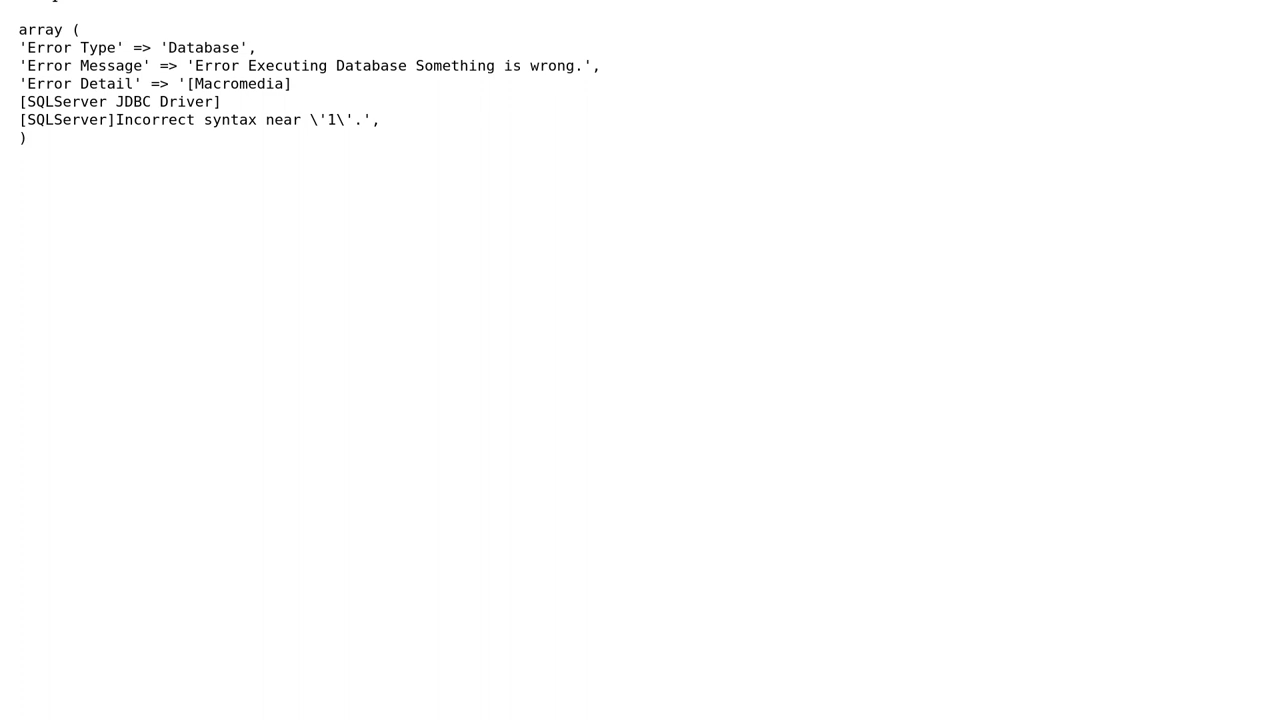 array (
'Error Type' => 'Database',
'Error Message' => 'Error Executing Database Something is wrong.',
'Error Detail' => '[Macromedia]
[SQLServer JDBC Driver]
[SQLServer]Incorrect syntax near \'1\'.',
)